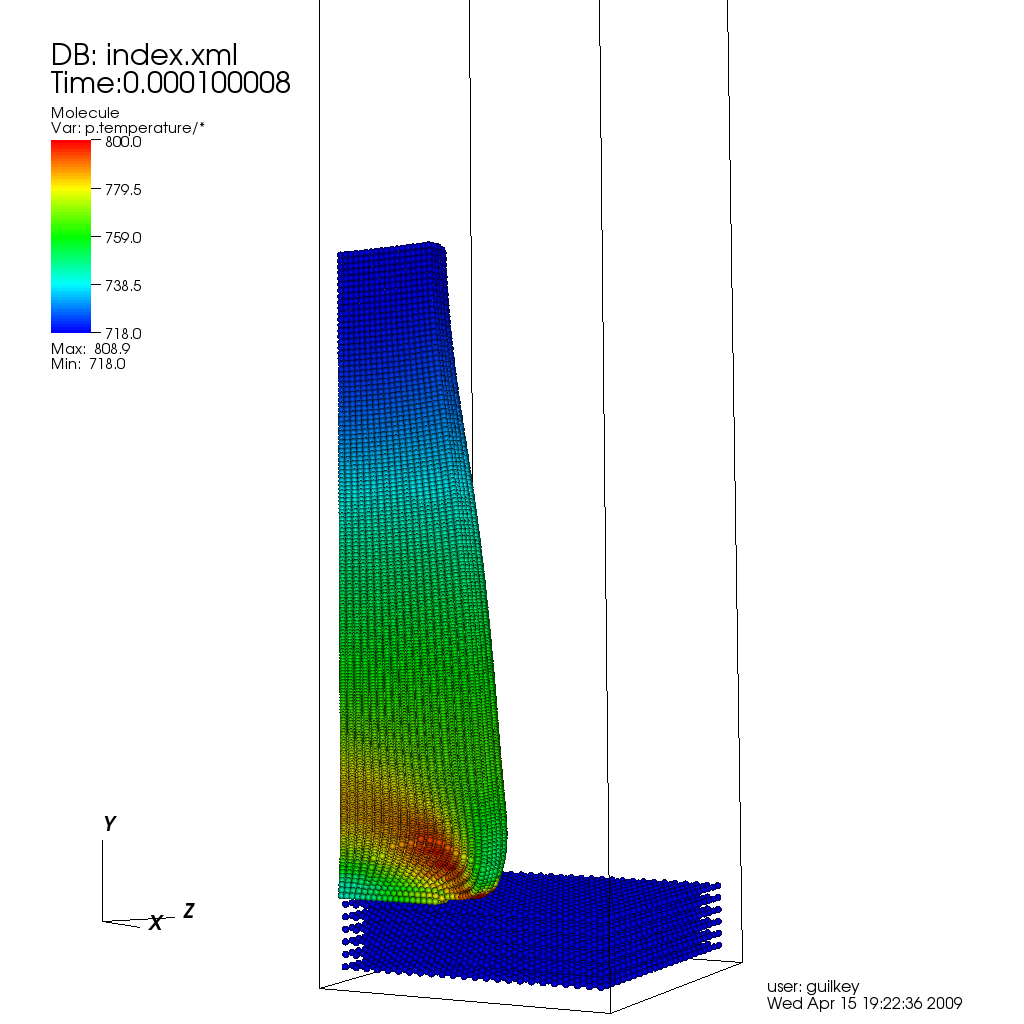 DB: index.xml
Time:0.000100008
Molecule
Var: p.temperature/*
800.0
779.5
759.0
738.5
718.0
Max: 808.9
Min: 718.0
Y
Z
X
user: guilkey
Wed Apr 15 19:22:36 2009